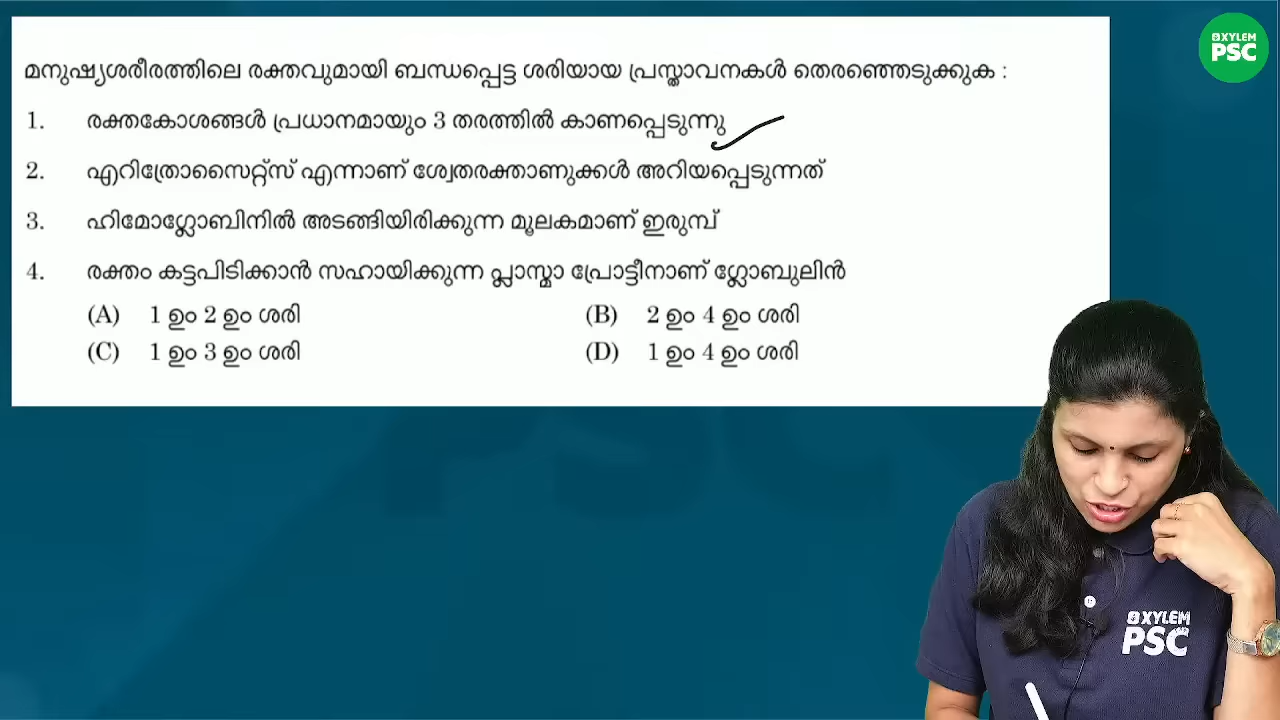 XYLEM
PSC
മനുഷ്യശരീരത്തിലെ രക്തവുമായി ബന്ധപ്പെട്ട ശരിയായ പ്രസ്താവനകൾ തെരഞ്ഞെടുക്കുക :
1. രക്തകോശങ്ങൾ പ്രധാനമായും 3 തരത്തിൽ കാണപ്പെടുന്നു
2. എറിത്രോസൈറ്റ്സ് എന്നാണ് ശ്വേതരക്താണുക്കൾ അറിയപ്പെടുന്നത്
3. ഹിമോഗ്ലോബിനിൽ അടങ്ങിയിരിക്കുന്ന മൂലകമാണ് ഇരുമ്പ്
4. രക്തം കട്ടപിടിക്കാൻ സഹായിക്കുന്ന പ്ലാസ്മാ പ്രോട്ടീനാണ് ഗ്ലോബുലിൻ
(A) 1 ഉം 2 ഉം ശരി (B) 2 ഉം 4 ഉം ശരി
(C) 1 ഉം 3 ഉം ശരി (D) 1 ഉം 4 ഉം ശരി
XYLEM
PSC